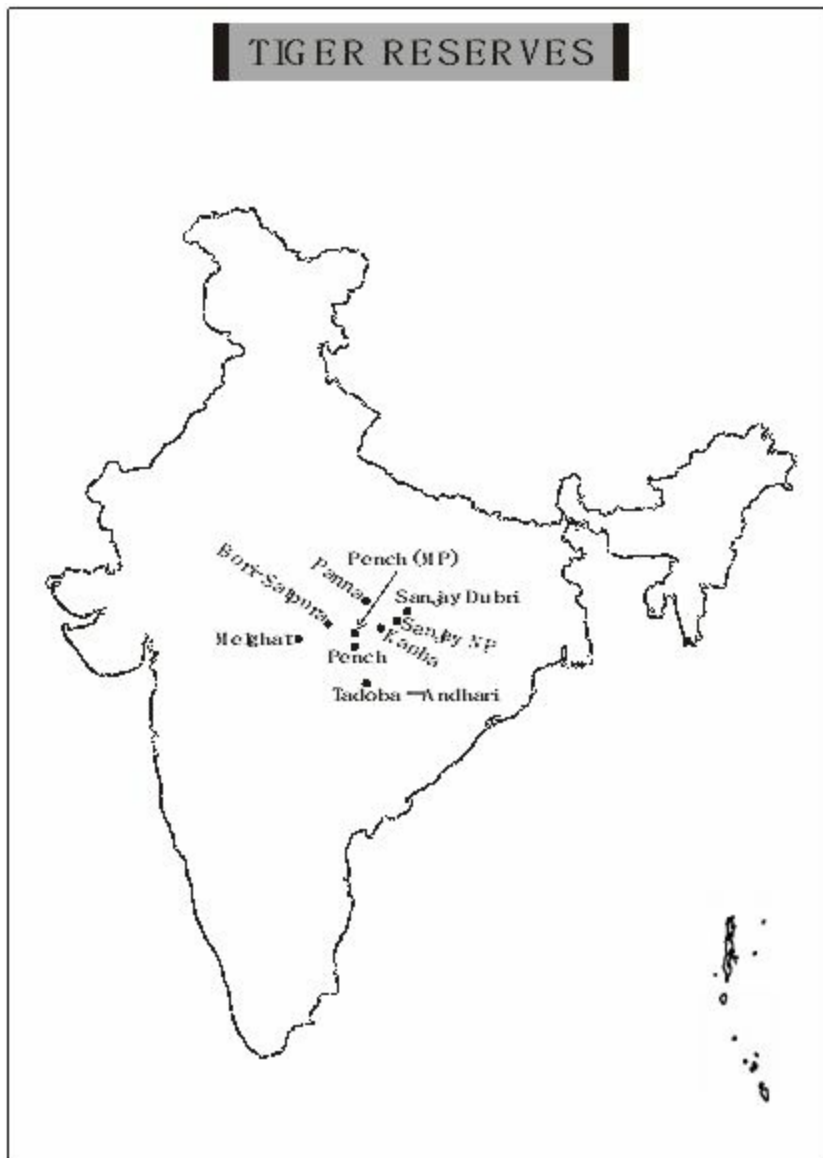 TIGER RESERVES
Pench (MP)
Bori-Satpura
Panna
Sanjay Dubri
Sanjay NP
Kanha
Melghat
Pench
Tadoba-Andhari